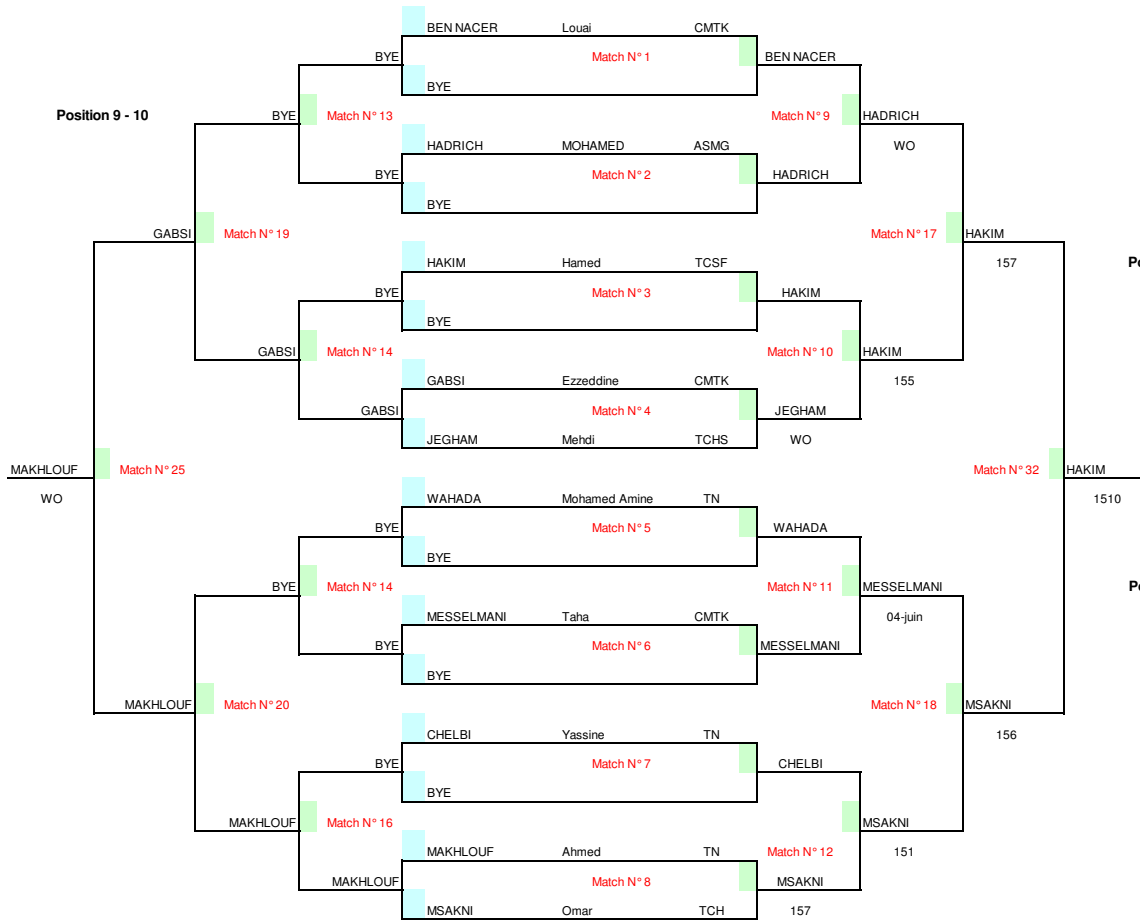 BEN NACER Louai CMTK
BYE Match N° 1 BEN NACER
BYE
Position 9 - 10 BYE Match N° 13 Match N° 9 HADRICH
HADRICH MOHAMED ASMG WO
BYE Match N° 2 HADRICH
BYE
GABSI Match N° 19 Match N° 17 HAKIM
HAKIM Hamed TCSF 157 Po
BYE Match N° 3 HAKIM
BYE
GABSI Match N° 14 Match N° 10 HAKIM
GABSI Ezzeddine CMTK 155
GABSI Match N° 4 JEGHAM
JEGHAM Mehdi TCHS WO
MAKHLOUF Match N° 25 Match N° 32 HAKIM
WO WAHADA Mohamed Amine TN 1510
BYE Match N° 5 WAHADA
BYE
BYE Match N° 14 Match N° 11 MESSELMANI Po
MESSELMANI Taha CMTK 04-juin
BYE Match N° 6 MESSELMANI
BYE
MAKHLOUF Match N° 20 Match N° 18 MSAKNI
CHELBI Yassine TN 156
BYE Match N° 7 CHELBI
BYE
MAKHLOUF Match N° 16 MSAKNI
MAKHLOUF Ahmed TN Match N° 12 151
MAKHLOUF Match N° 8 MSAKNI
MSAKNI Omar TCH 157